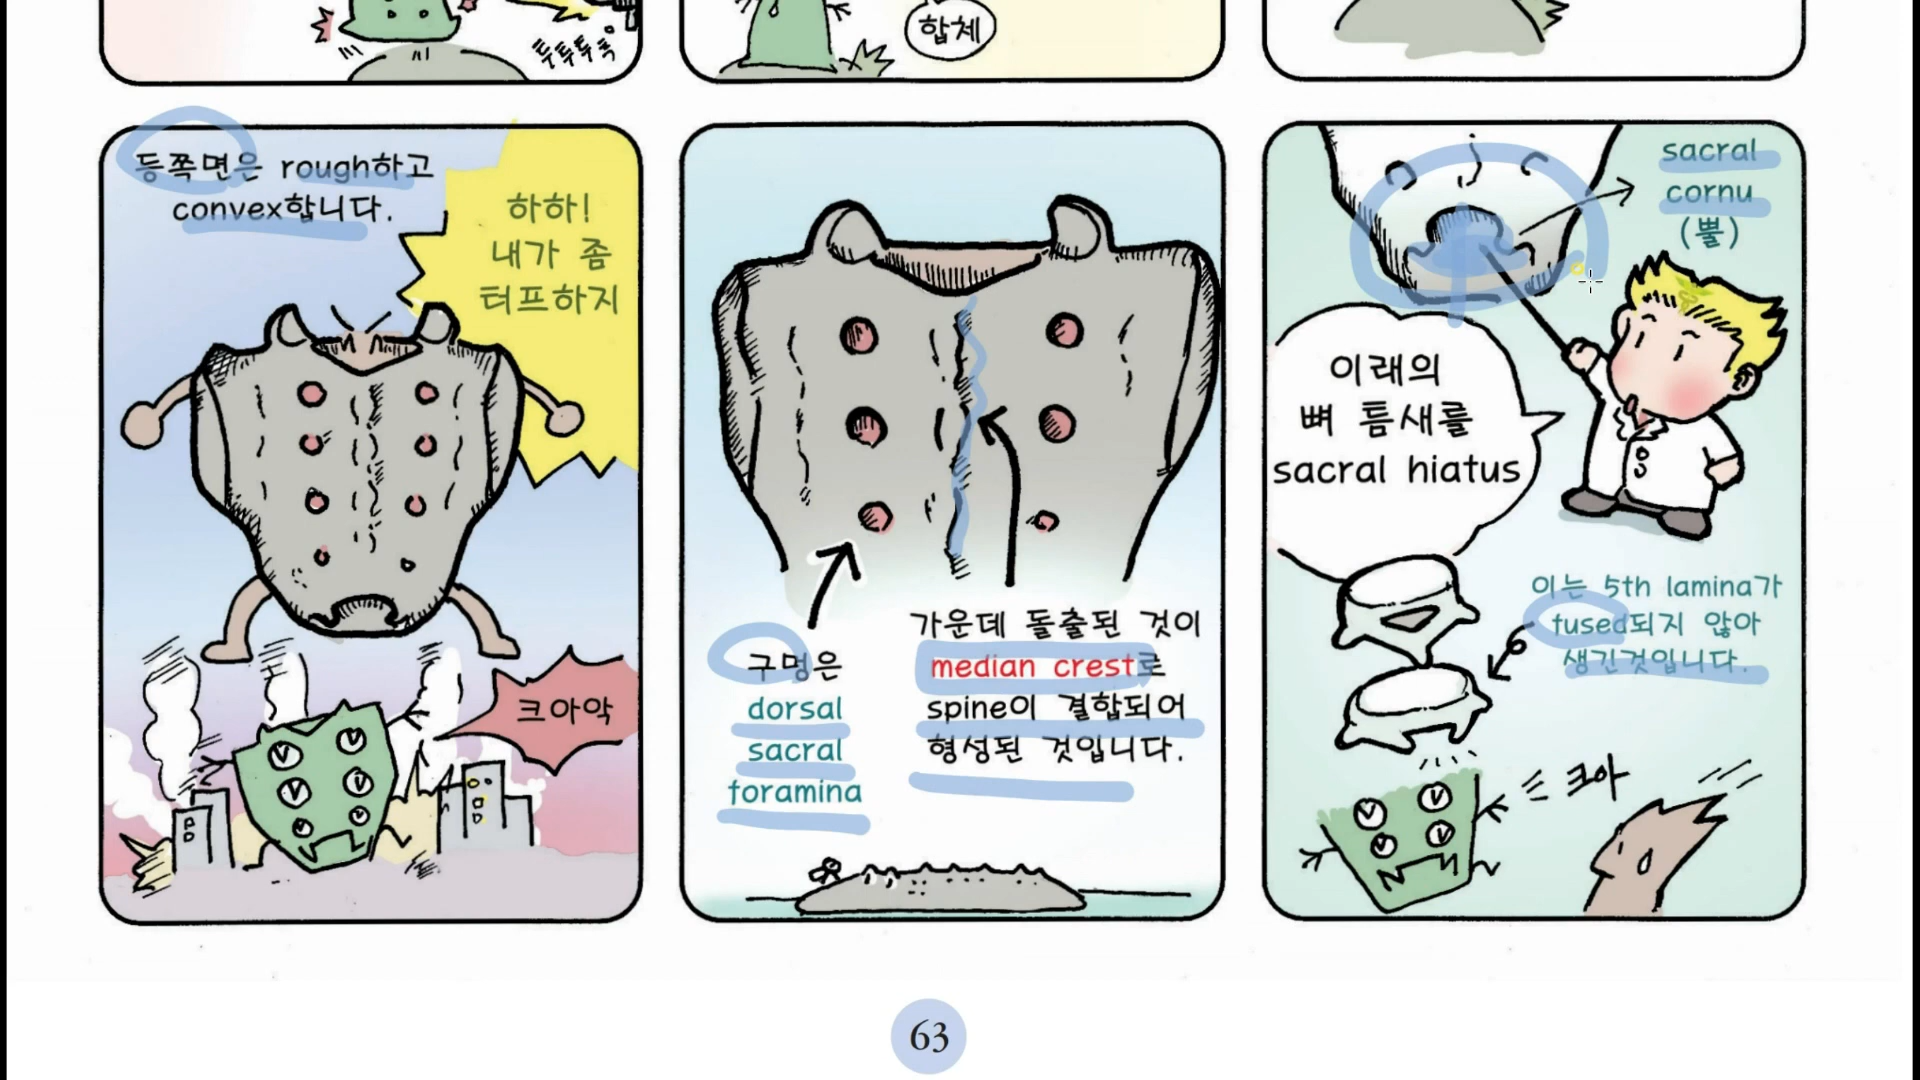 투투투툭
합체
등쪽면은 rough하고
convex합니다.
하하!
내가 좀
터프하지
크아악
구멍은
dorsal
sacral
foramina
가운데 돌출된 것이
median crest로
spine이 결합되어
형성된 것입니다.
sacral
cornu
(뿔)
이래의
뼈 틈새를
sacral hiatus
이는 5th lamina가
fused되지 않아
생긴것입니다.
크아
63